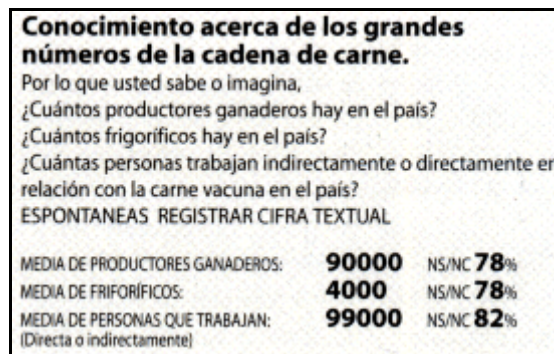 Conocimiento acerca de los grandes
números de la cadena de carne.
Por lo que usted sabe o imagina,
¿Cuántos productores ganaderos hay en el país?
¿Cuántos frigoríficos hay en el país?
¿Cuántas personas trabajan indirectamente o directamente en
relación con la carne vacuna en el país?
ESPONTANEAS REGISTRAR CIFRA TEXTUAL
MEDIA DE PRODUCTORES GANADEROS: 90000 NS/NC 78%
MEDIA DE FRIFORÍFICOS: 4000 NS/NC 78%
MEDIA DE PERSONAS QUE TRABAJAN: 99000 NS/NC 82%
(Directa o indirectamente)